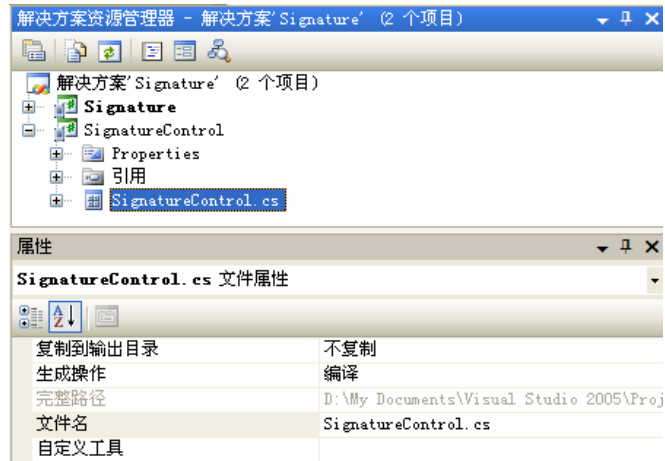 解决方案资源管理器 - 解决方案'Signature' (2 个项目)
解决方案'Signature' (2 个项目)
Signature
SignatureControl
Properties
引用
SignatureControl.cs
属性
SignatureControl.cs 文件属性
复制到输出目录 不复制
生成操作 编译
完整路径 D:\My Documents\Visual Studio 2005\Proj
文件名 SignatureControl.cs
自定义工具